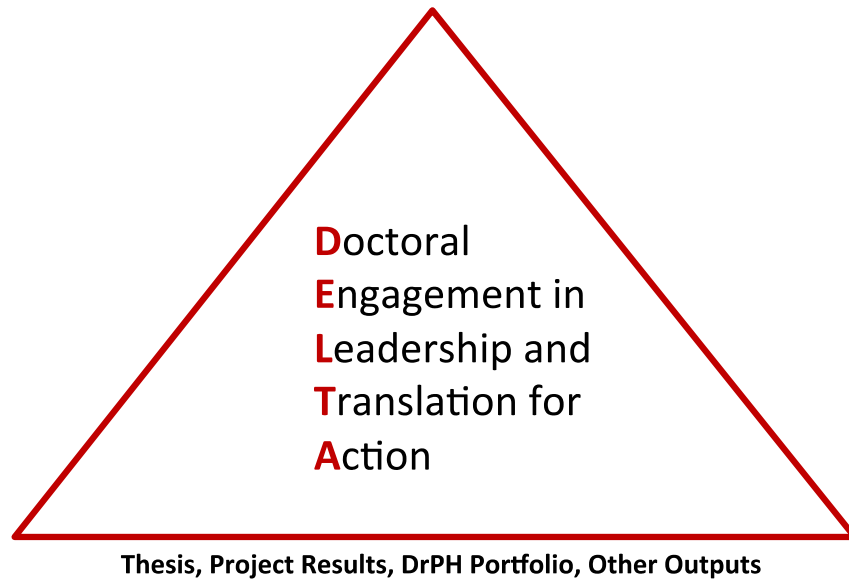 Doctoral
Engagement in
Leadership and
Translation for
Action
Thesis, Project Results, DrPH Portfolio, Other Outputs